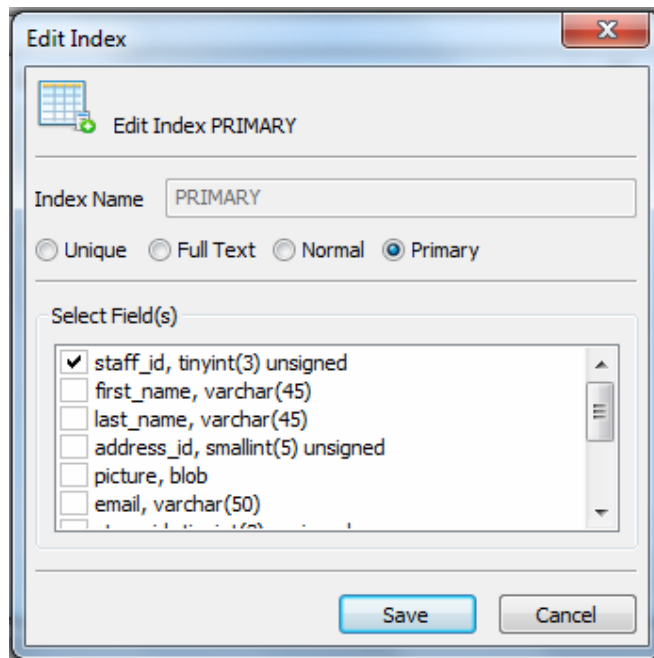 Edit Index
Edit Index PRIMARY
Index Name PRIMARY
Unique Full Text Normal Primary
Select Field(s)
staff_id, tinyint(3) unsigned
first_name, varchar(45)
last_name, varchar(45)
address_id, smallint(5) unsigned
picture, blob
email, varchar(50)
Save Cancel